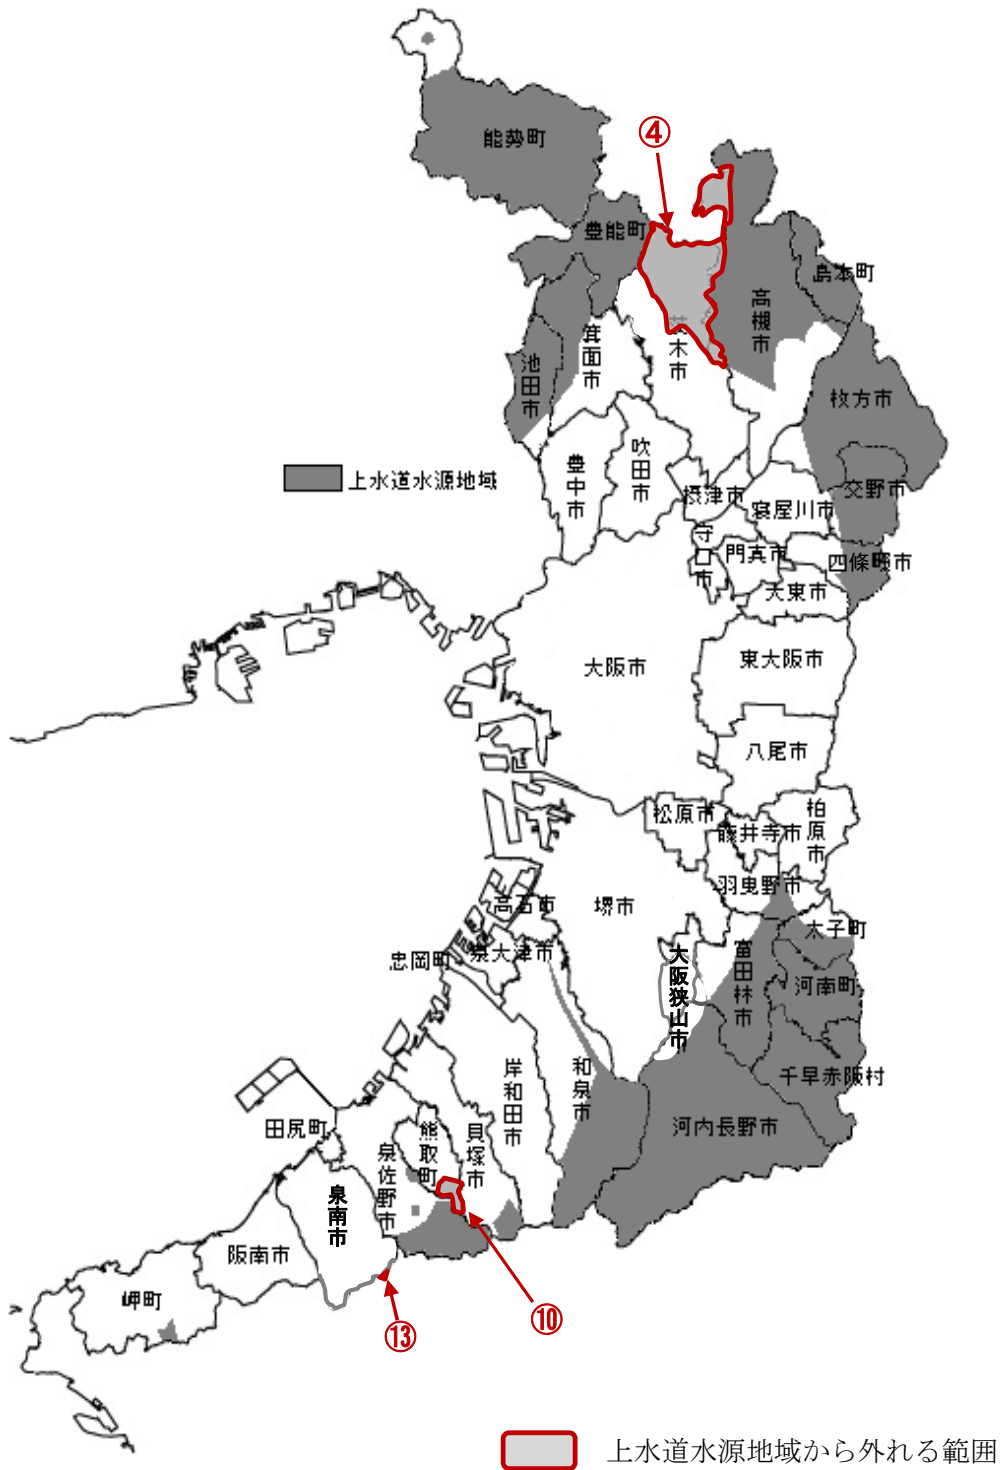 能勢町
④
豊能町
島本町
高槻市
茨木市
箕面市
池田市
枚方市
吹田市
豊中市
上水道水源地域
摂津市
交野市
寝屋川市
守口市
門真市
四條畷市
大東市
大阪市
東大阪市
八尾市
松原市
柏原市
藤井寺市
羽曳野市
高石市
堺市
太子町
忠岡町
泉大津市
大阪狭山市
富田林市
河南町
千早赤阪村
岸和田市
和泉市
河内長野市
田尻町
熊取町
貝塚市
泉佐野市
泉南市
阪南市
岬町
⑩
⑬
上水道水源地域から外れる範囲